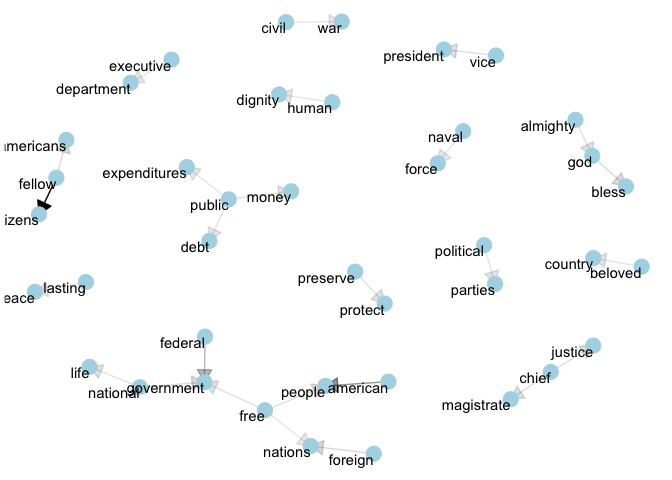 civil
war
president
vice
executive
department
dignity
human
almighty
naval
americans
god
force
expenditures
fellow
bless
money
public
izens
debt
political
country
beloved
preserve
lasting
parties
eace
protect
federal
justice
life
chief
government
people
american
national
magistrate
free
nations
foreign